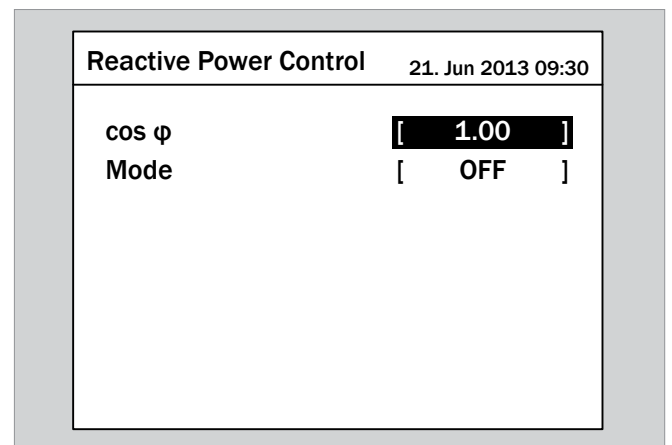 Reactive Power Control 21. Jun 2013 09:30
cos φ [ 1.00 ]
Mode [ OFF ]